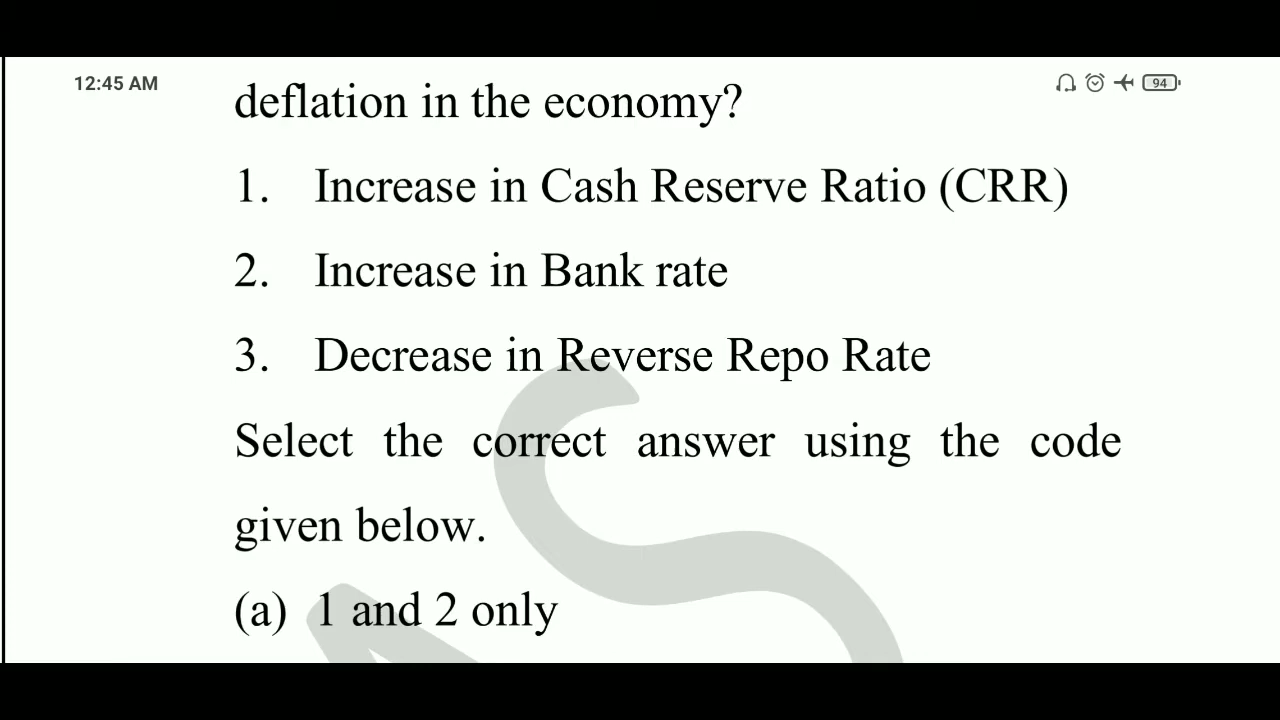 12:45 AM
94
deflation in the economy?
1. Increase in Cash Reserve Ratio (CRR)
2. Increase in Bank rate
3. Decrease in Reverse Repo Rate
Select the correct answer using the code
given below.
(a) 1 and 2 only